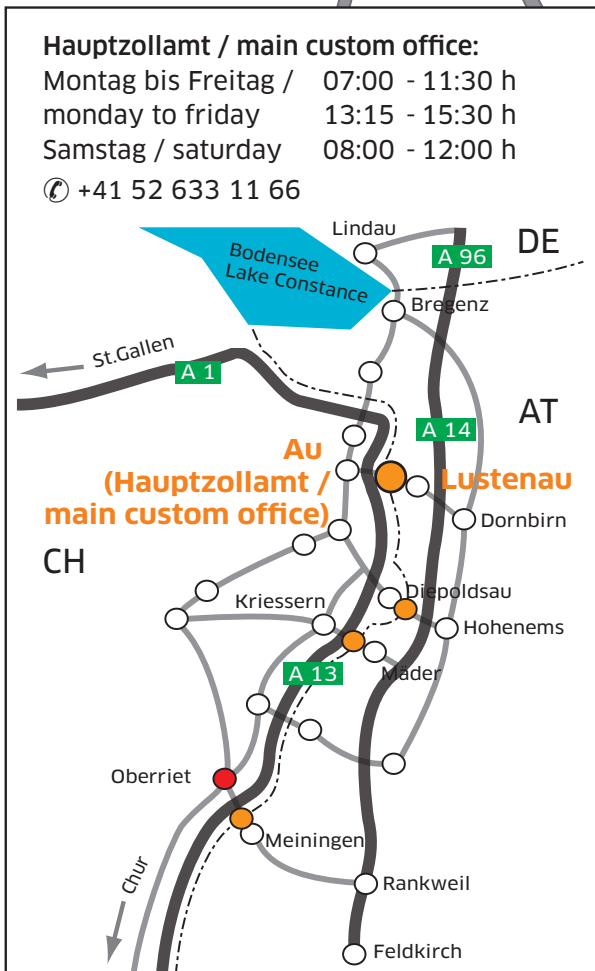 Hauptzollamt / main custom office:
Montag bis Freitag / 07:00 - 11:30 h
monday to friday 13:15 - 15:30 h
Samstag / saturday 08:00 - 12:00 h
✆ +41 52 633 11 66
Lindau
DE
Bodensee
Lake Constance
A 96
Bregenz
St.Gallen
A 1
AT
A 14
Au
(Hauptzollamt /
main custom office)
Lustenau
Dornbirn
CH
Diepoldsau
Kriessern
Hohenems
Mäder
A 13
Oberriet
Meiningen
Chur
Rankweil
Feldkirch